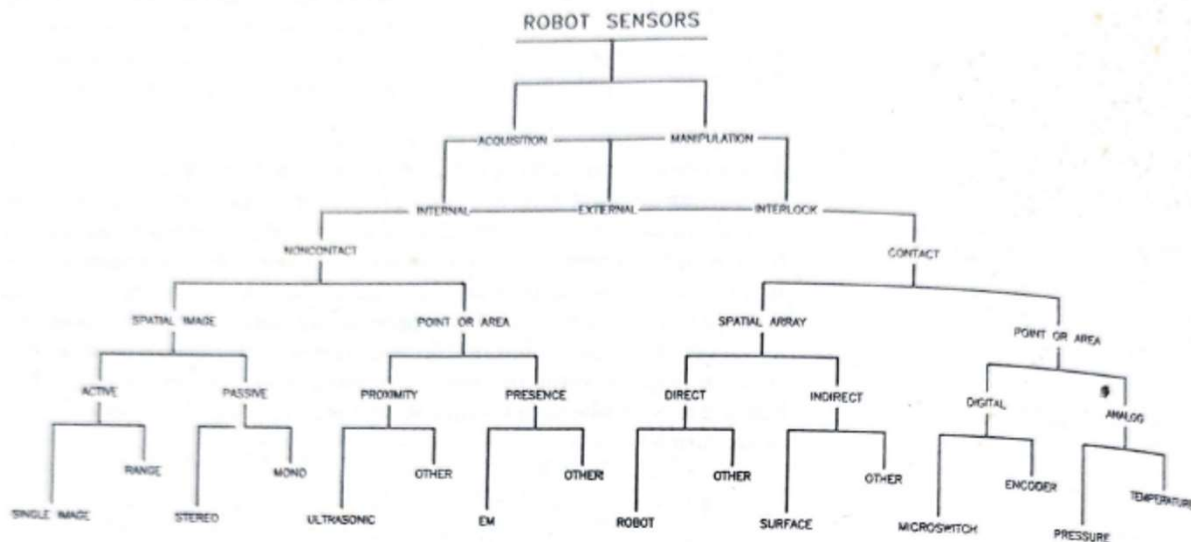 ROBOT SENSORS
ACQUISITION MANIPULATION
INTERNAL EXTERNAL INTERLOCK
NONCONTACT CONTACT
SPATIAL IMAGE POINT OR AREA SPATIAL ARRAY POINT OR AREA
ACTIVE PASSIVE PROXIMITY PRESENCE DIRECT INDIRECT DIGITAL ANALOG
RANGE MONO OTHER OTHER OTHER OTHER ENCODER TEMPERATURE
SINGLE IMAGE STEREO ULTRASONIC EM ROBOT SURFACE MICROSWITCH PRESSURE